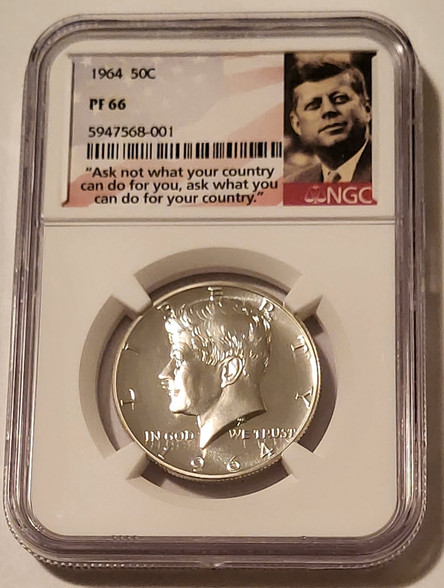 1964 50C
PF 66
5947568-001
"Ask not what your country
can do for you, ask what you
can do for your country."
NGC
LIBERTY
IN GOD WE TRUST
1964